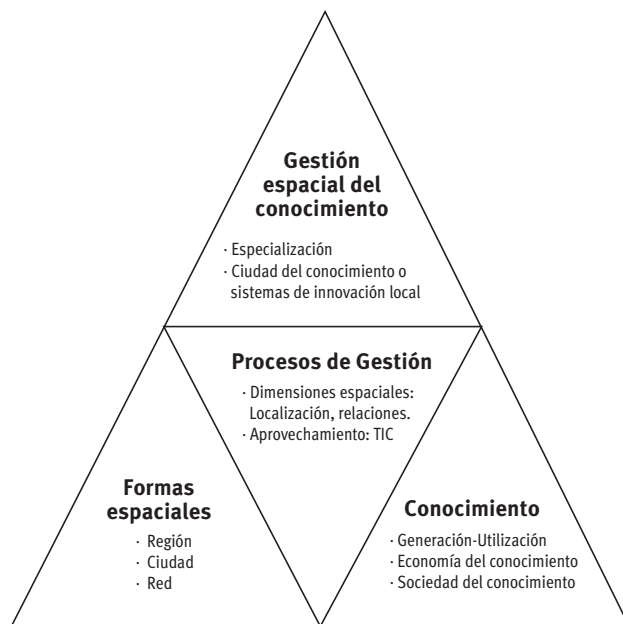 Gestión
espacial del
conocimiento
· Especialización
· Ciudad del conocimiento o
sistemas de innovación local
Procesos de Gestión
· Dimensiones espaciales:
Localización, relaciones.
· Aprovechamiento: TIC
Formas
espaciales
· Región
· Ciudad
· Red
Conocimiento
· Generación-Utilización
· Economía del conocimiento
· Sociedad del conocimiento